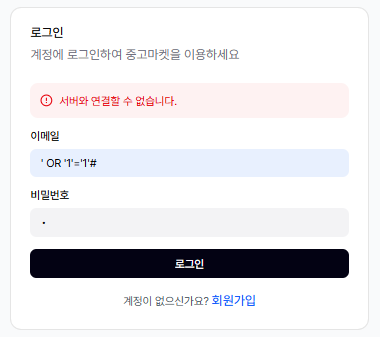 로그인
계정에 로그인하여 중고마켓을 이용하세요
서버와 연결할 수 없습니다.
이메일
' OR '1'='1'#
비밀번호
•
로그인
계정이 없으신가요? 회원가입